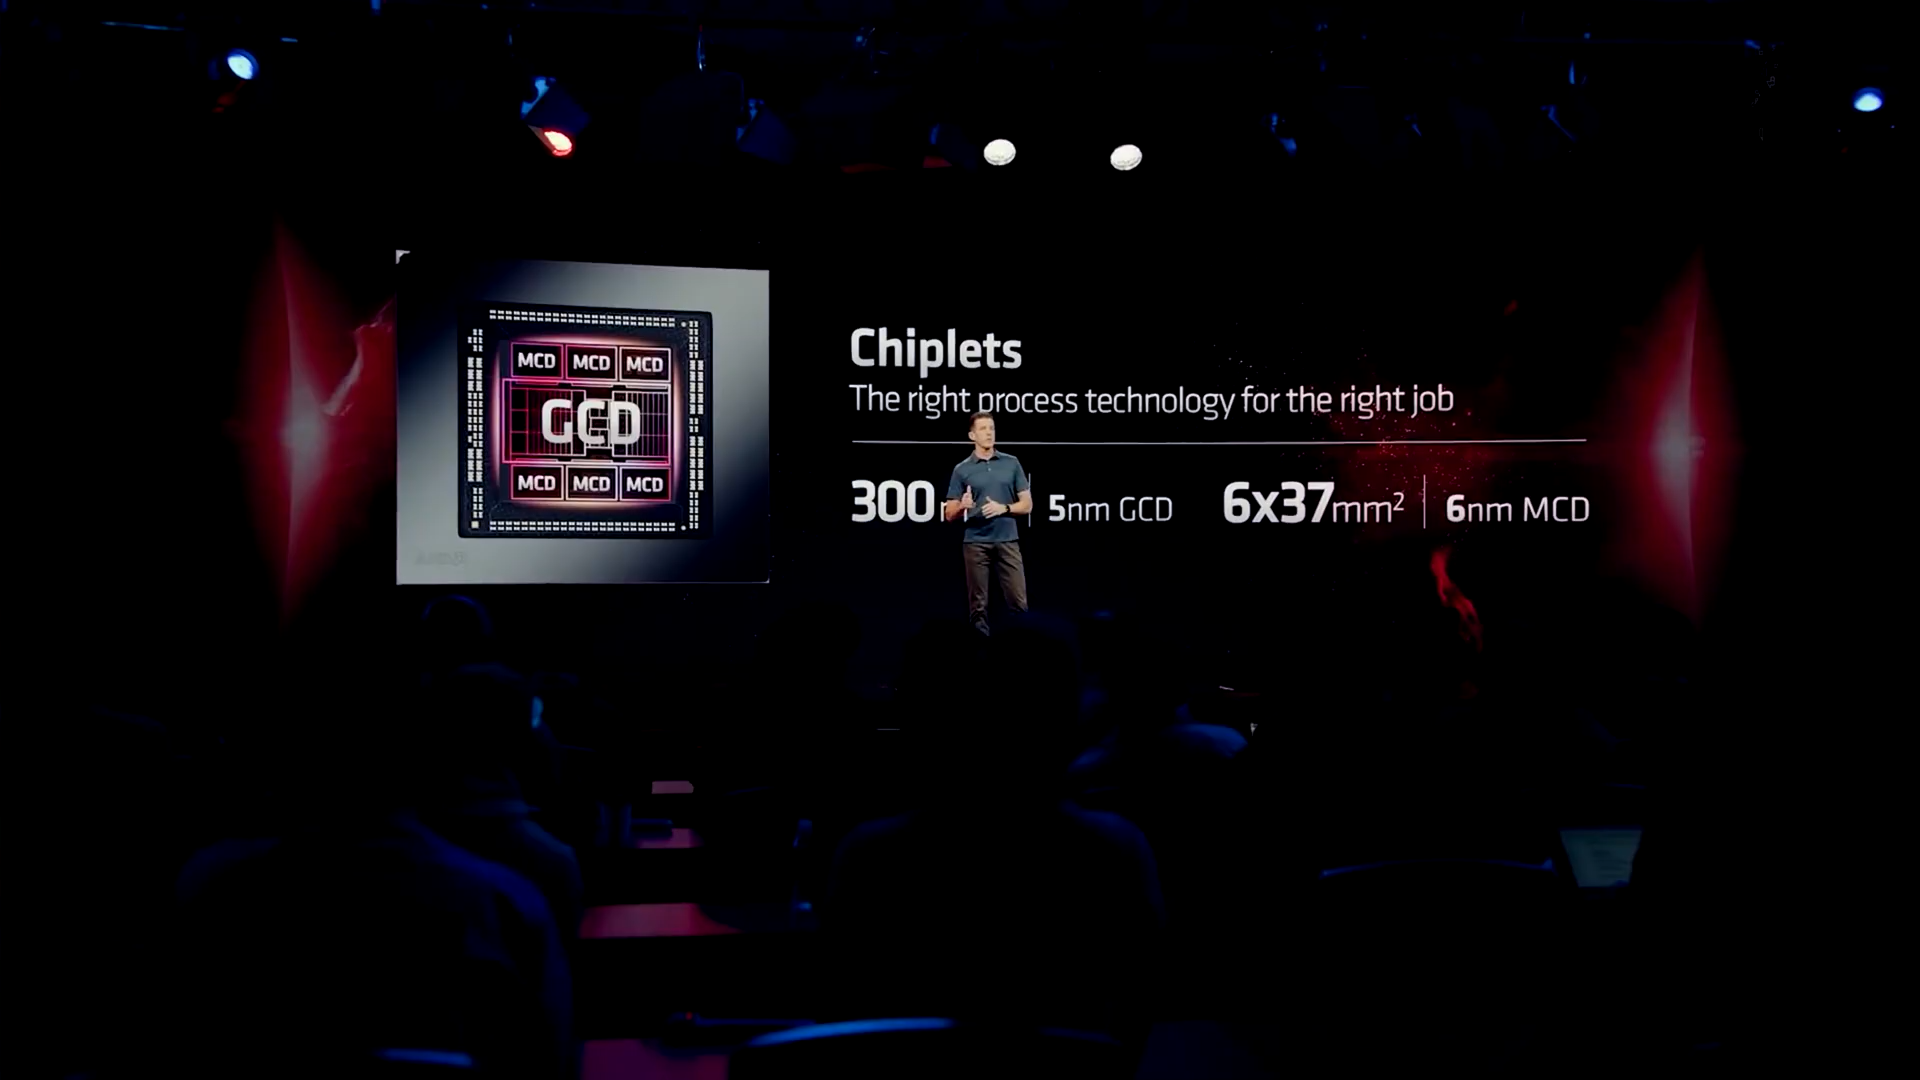 MCD MCD MCD
GCD
MCD MCD MCD
Chiplets
The right process technology for the right job
300
5nm GCD
6x37mm²
6nm MCD